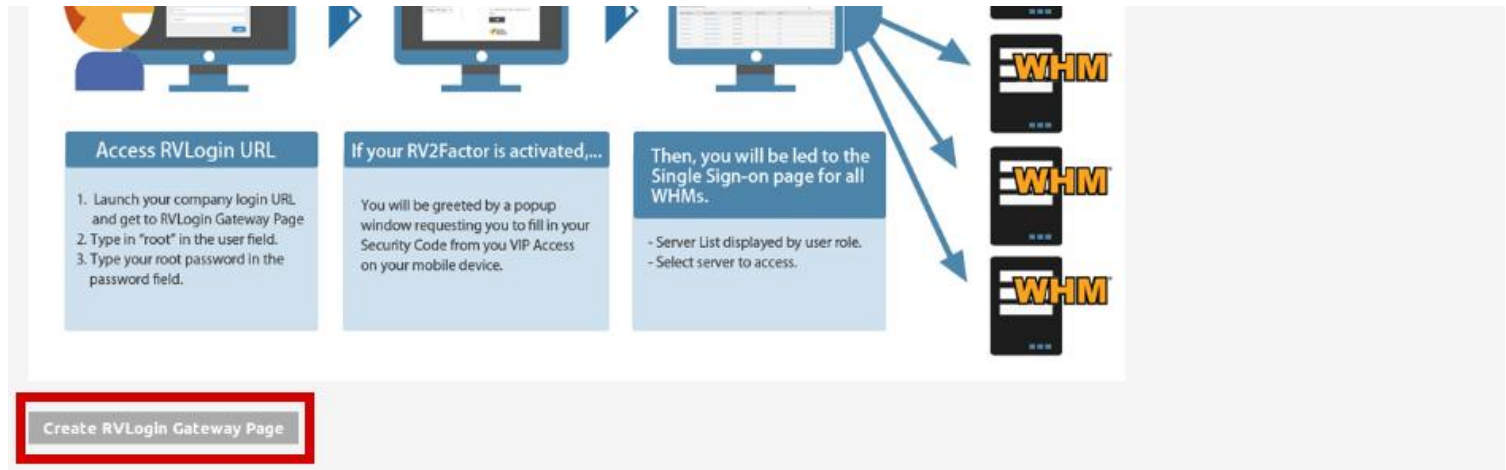 WHM
Access RVLogin URL
1. Launch your company login URL
and get to RVLogin Gateway Page
2. Type in "root" in the user field.
3. Type your root password in the
password field.
If your RV2Factor is activated,...
You will be greeted by a popup
window requesting you to fill in your
Security Code from you VIP Access
on your mobile device.
Then, you will be led to the
Single Sign-on page for all
WHMs.
- Server List displayed by user role.
- Select server to access.
WHM
WHM
Create RVLogin Gateway Page